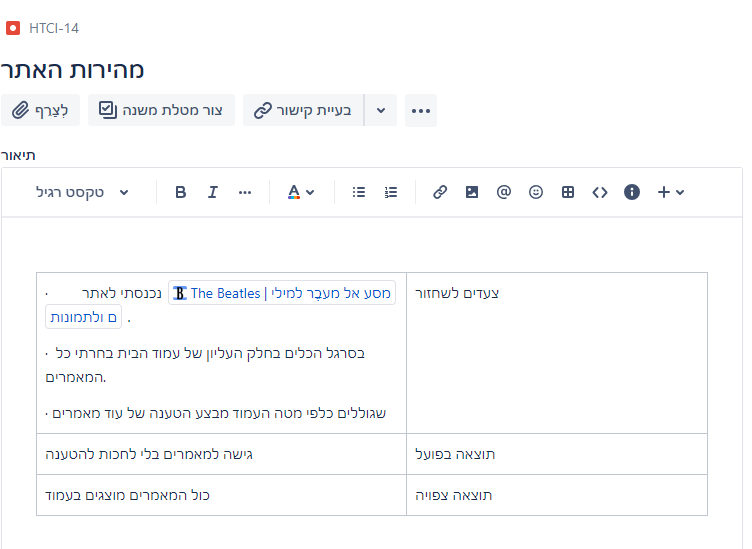 HTCI-14
מהירות האתר
לְצַרֵף
צור מטלת משנה
בעיית קישור
תיאור
טקסט רגיל
B I A
צעדים לשחזור
· נכנסתי לאתר The Beatles | מסע אל מעבָר למילי
ם ולתמונות .
· בסרגל הכלים בחלק העליון של עמוד הבית בחרתי כל
המאמרים.
· שגוללים כלפי מטה העמוד מבצע הטענה של עוד מאמרים
תוצאה בפועל
גישה למאמרים בלי לחכות להטענה
תוצאה צפויה
כול המאמרים מוצגים בעמוד